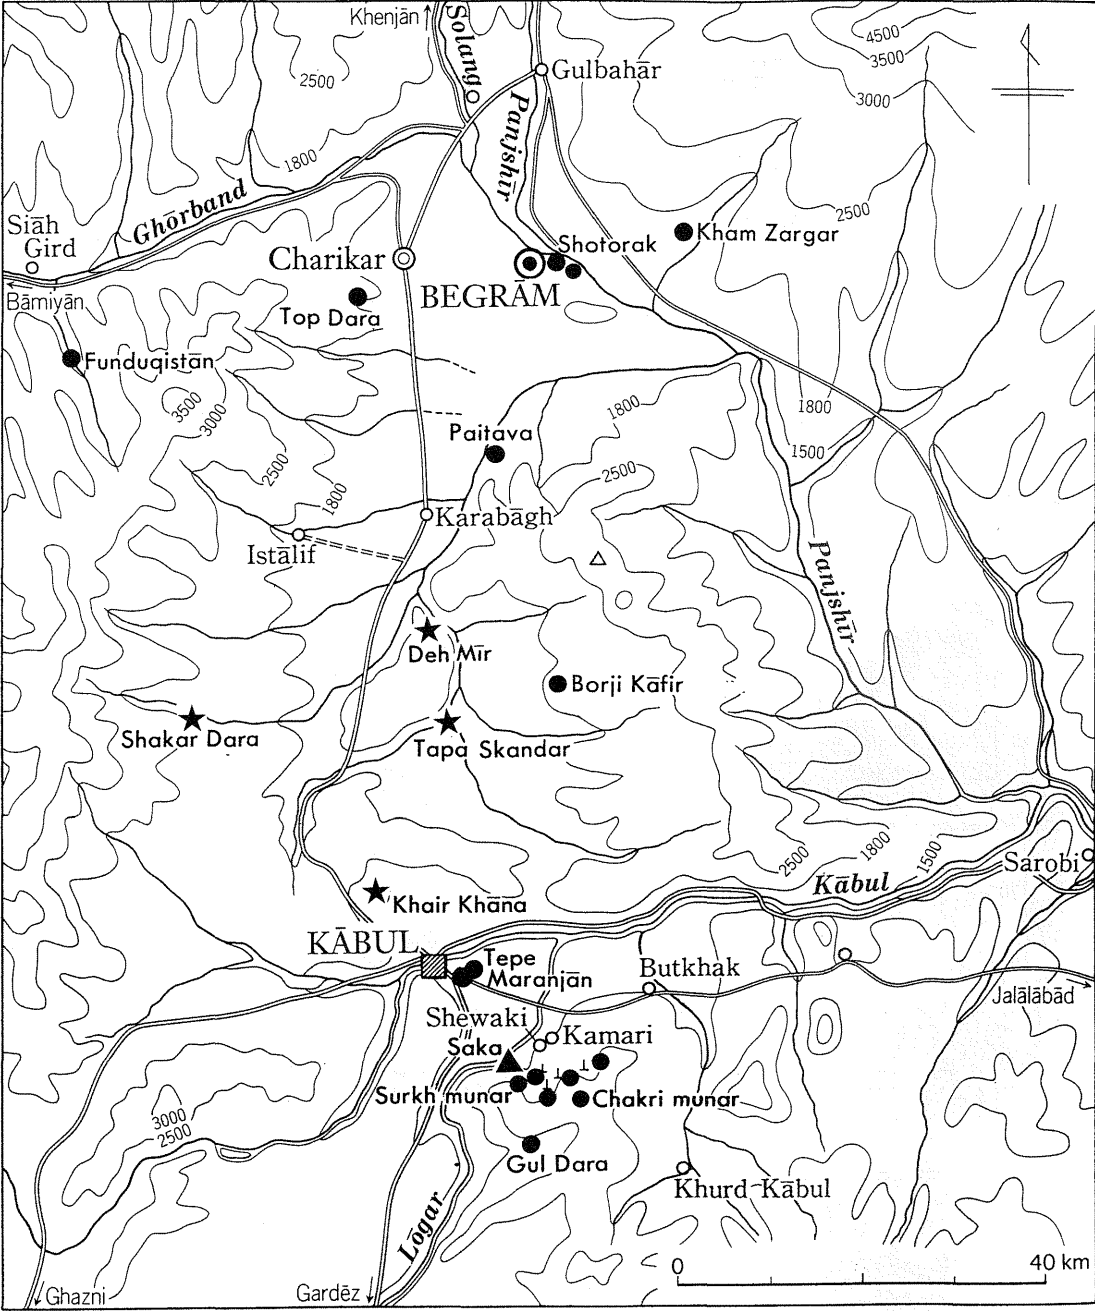 Khenjān
Solang
Gulbahār
4500
3500
3000
2500
Panjshīr
1800
Ghōrband
2500
Siāh
Gird
Shotorak
Kham Zargar
Charikar
BEGRĀM
Bāmiyān
Top Dara
Funduqistān
3500
3000
1800
1800
Paitava
2500
1500
2500
1800
Karabāgh
Istālif
Panjshīr
Deh Mīr
Borji Kāfir
Shakar Dara
Tapa Skandar
2500
1800
1500
Sarobi
Kābul
Khair Khāna
KĀBUL
Tepe
Maranjān
Butkhak
Jalālābād
Shewaki
Kamari
Saka
Surkh munar
Chakri munar
3000
2500
Gul Dara
Khurd Kābul
Lōgar
0
40 km
Ghazni
Gardēz